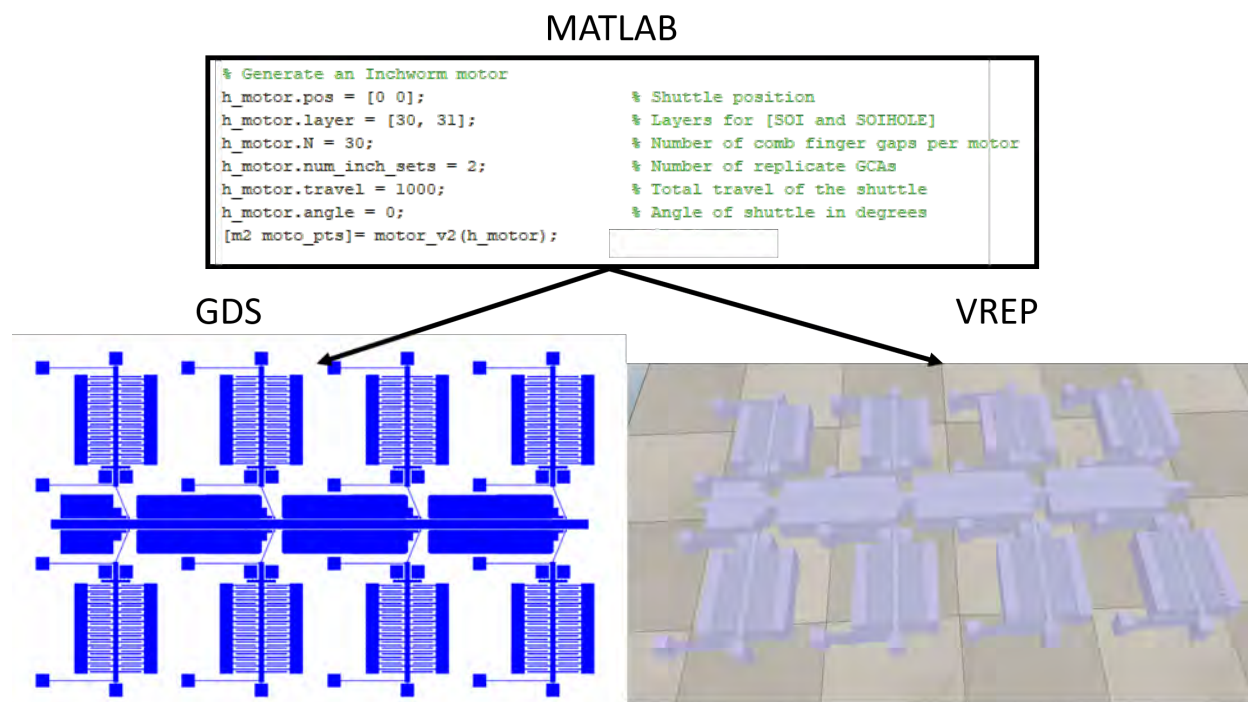 MATLAB
% Generate an Inchworm motor
h_motor.pos = [0 0]; % Shuttle position
h_motor.layer = [30, 31]; % Layers for [SOI and SOIHOLE]
h_motor.N = 30; % Number of comb finger gaps per motor
h_motor.num_inch_sets = 2; % Number of replicate GCAs
h_motor.travel = 1000; % Total travel of the shuttle
h_motor.angle = 0; % Angle of shuttle in degrees
[m2 moto_pts]= motor_v2(h_motor);
GDS VREP